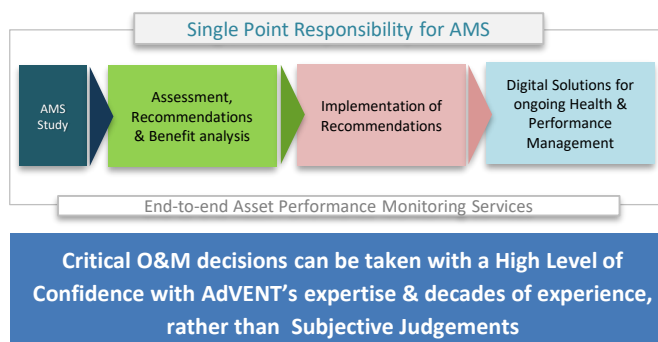 Single Point Responsibility for AMS
AMS
Study
Assessment,
Recommendations
& Benefit analysis
Implementation of
Recommendations
Digital Solutions for
ongoing Health &
Performance
Management
End-to-end Asset Performance Monitoring Services
Critical O&M decisions can be taken with a High Level of
Confidence with AdVENT’s expertise & decades of experience,
rather than Subjective Judgements